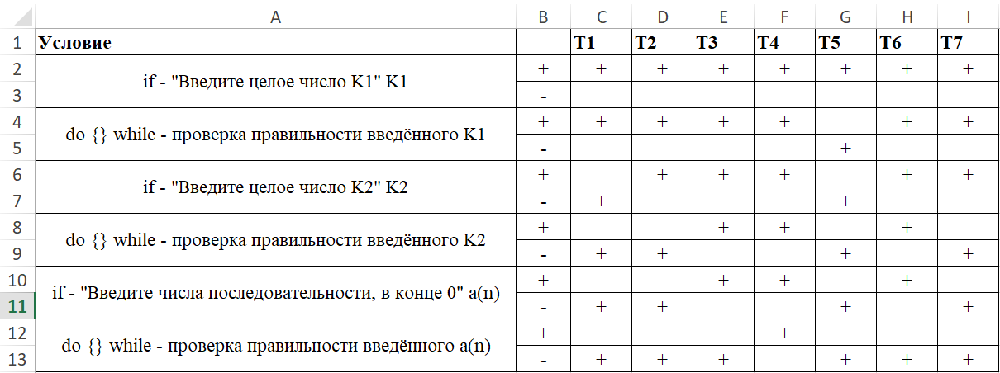 A B C D E F G H I
1 Условие T1 T2 T3 T4 T5 T6 T7
2 if - "Введите целое число K1" K1 + + + + + + + +
3 -
4 do {} while - проверка правильности введённого K1 + + + + + + +
5 - +
6 if - "Введите целое число K2" K2 + + + + + +
7 - + +
8 do {} while - проверка правильности введённого K2 + + + +
9 - + + + +
10 if - "Введите числа последовательности, в конце 0" a(n) + + + +
11 - + + + +
12 do {} while - проверка правильности введённого a(n) + +
13 - + + + + + +